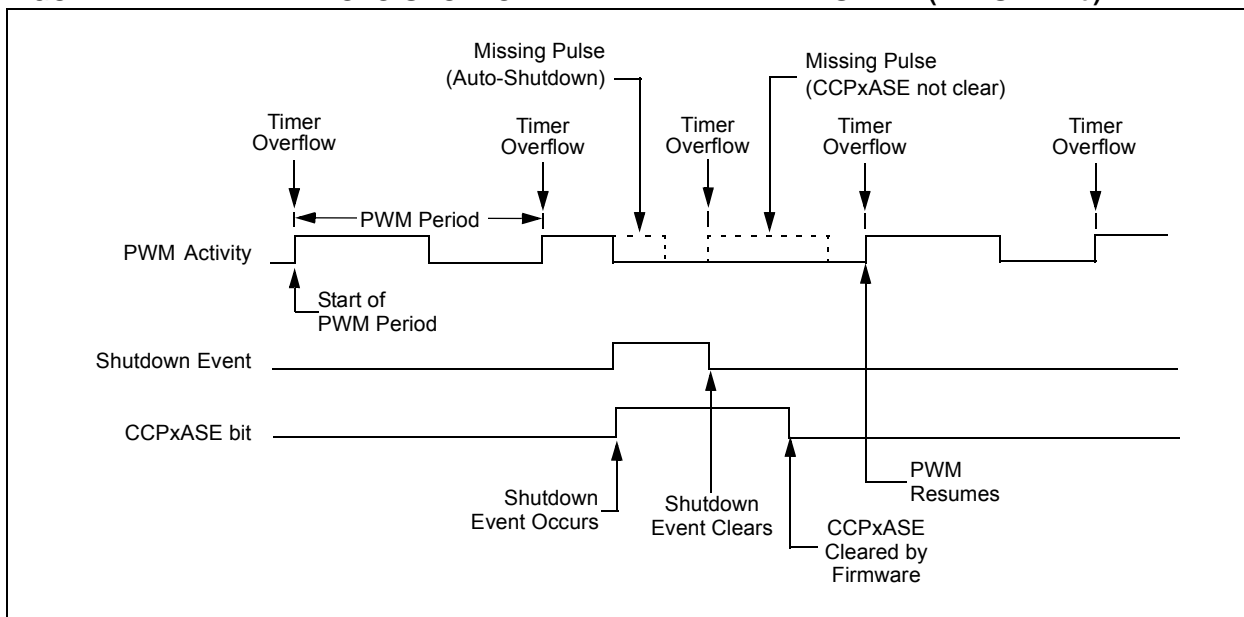 Missing Pulse
(Auto-Shutdown)
Missing Pulse
(CCPxASE not clear)
Timer
Overflow
Timer
Overflow
Timer
Overflow
Timer
Overflow
Timer
Overflow
PWM Period
PWM Activity
Start of
PWM Period
Shutdown Event
CCPxASE bit
Shutdown
Event Occurs
Shutdown
Event Clears
PWM
Resumes
CCPxASE
Cleared by
Firmware